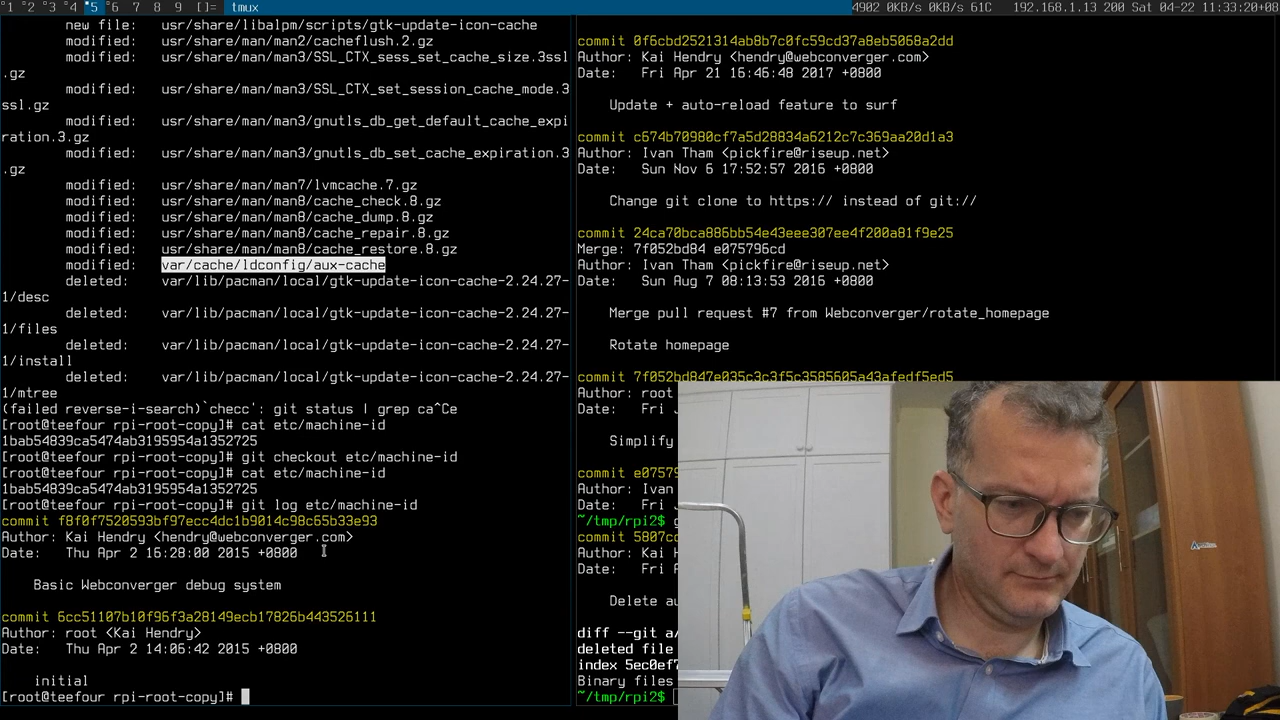 1 2 3 4 5 6 7 8 9 []= tmux 4902 0KB/s 0KB/s 61C 192.168.1.13 200 Sat 04-22 11:33:20+08
new file:   usr/share/libalpm/scripts/gtk-update-icon-cache
modified:   usr/share/man/man2/cacheflush.2.gz
modified:   usr/share/man/man3/SSL_CTX_sess_set_cache_size.3ssl
.gz
modified:   usr/share/man/man3/SSL_CTX_set_session_cache_mode.3
ssl.gz
modified:   usr/share/man/man3/gnutls_db_get_default_cache_expi
ration.3.gz
modified:   usr/share/man/man3/gnutls_db_set_cache_expiration.3
.gz
modified:   usr/share/man/man7/lvmcache.7.gz
modified:   usr/share/man/man8/cache_check.8.gz
modified:   usr/share/man/man8/cache_dump.8.gz
modified:   usr/share/man/man8/cache_repair.8.gz
modified:   usr/share/man/man8/cache_restore.8.gz
modified:   var/cache/ldconfig/aux-cache
deleted:    var/lib/pacman/local/gtk-update-icon-cache-2.24.27-
1/desc
deleted:    var/lib/pacman/local/gtk-update-icon-cache-2.24.27-
1/files
deleted:    var/lib/pacman/local/gtk-update-icon-cache-2.24.27-
1/install
deleted:    var/lib/pacman/local/gtk-update-icon-cache-2.24.27-
1/mtree
(failed reverse-i-search)`checc': git status | grep ca^Ce
[root@teefour rpi-root-copy]# cat etc/machine-id
1bab54839ca5474ab3195954a1352725
[root@teefour rpi-root-copy]# git checkout etc/machine-id
[root@teefour rpi-root-copy]# cat etc/machine-id
1bab54839ca5474ab3195954a1352725
[root@teefour rpi-root-copy]# git log etc/machine-id
commit f8f0f7520593bf97ecc4dc1b9014c98c65b33e93
Author: Kai Hendry <hendry@webconverger.com>
Date:   Thu Apr 2 16:28:00 2015 +0800
Basic Webconverger debug system
commit 6cc51107b10f96f3a28149ecb17826b443526111
Author: root <Kai Hendry>
Date:   Thu Apr 2 14:06:42 2015 +0800
initial
[root@teefour rpi-root-copy]#
commit 0f6cbd2521314ab8b7c0fc59cd37a8eb5068a2dd
Author: Kai Hendry <hendry@webconverger.com>
Date:   Fri Apr 21 16:46:48 2017 +0800
Update + auto-reload feature to surf
commit c674b70980cf7a5d28834a6212c7c369aa20d1a3
Author: Ivan Tham <pickfire@riseup.net>
Date:   Sun Nov 6 17:52:57 2016 +0800
Change git clone to https:// instead of git://
commit 24ca70bca886bb54e43eee307ee4f200a81f9e25
Merge: 7f052bd84 e075796cd
Author: Ivan Tham <pickfire@riseup.net>
Date:   Sun Aug 7 08:13:53 2016 +0800
Merge pull request #7 from Webconverger/rotate_homepage
Rotate homepage
commit 7f052bd847e035c3c3f5c3585605a43afedf5ed5
Author: root
Date:   Fri J
Simplify
commit e07579
Author: Ivan
Date:   Fri J
~/tmp/rpi2$ g
commit 5807cc
Author: Kai H
Date:   Fri A
Delete au
diff --git a/
deleted file
index 5ec0ef7
Binary files
~/tmp/rpi2$